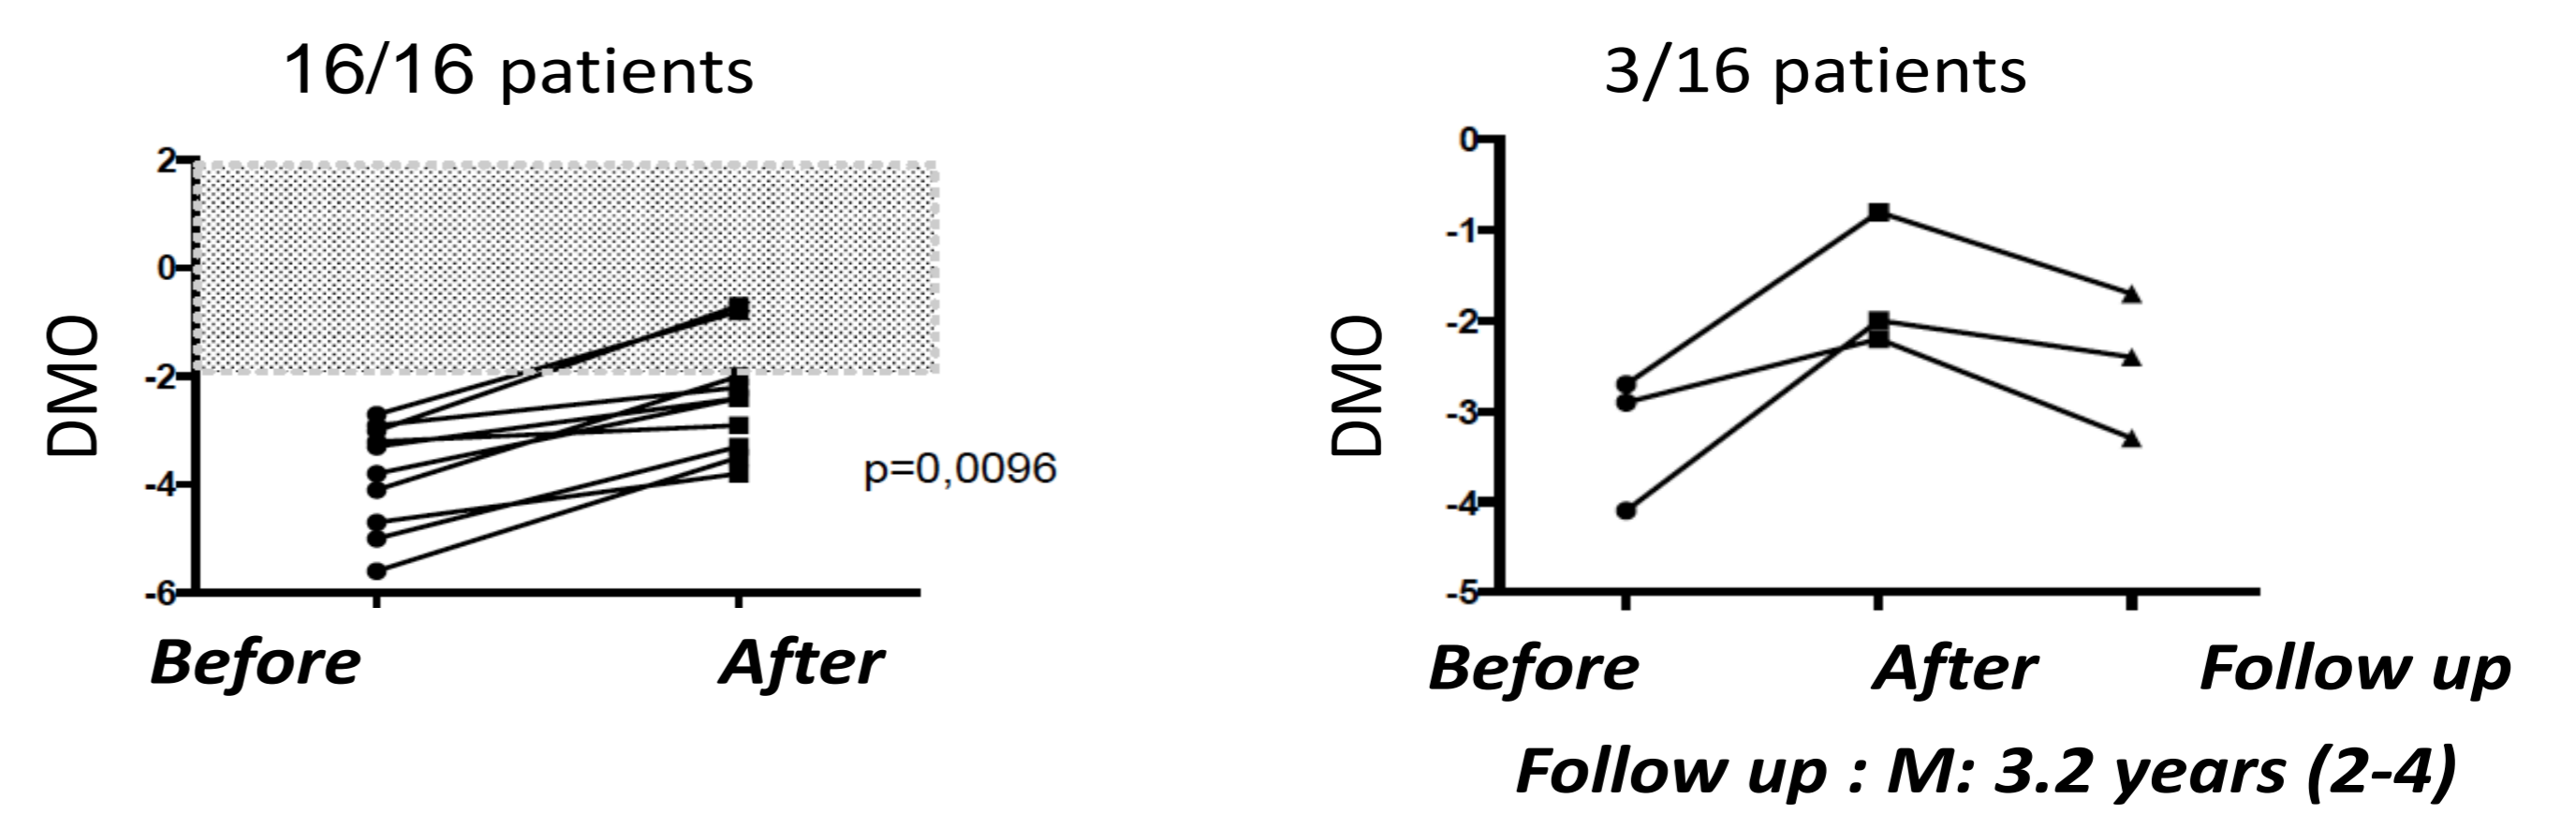 16/16 patients
2
0
-2
-4
-6
DMO
p=0,0096
Before After
3/16 patients
0
-1
-2
-3
-4
-5
DMO
Before After Follow up
Follow up : M: 3.2 years (2-4)